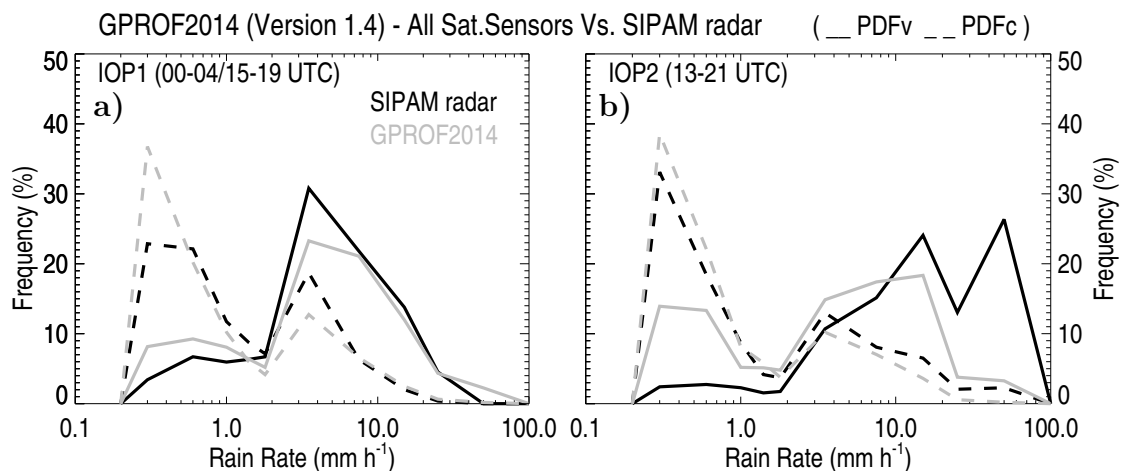 GPROF2014 (Version 1.4) - All Sat.Sensors Vs. SIPAM radar ( __ PDFv _ _ PDFc )
IOP1 (00-04/15-19 UTC)
a)
SIPAM radar
GPROF2014
50
40
30
20
10
0
Frequency (%)
0.1 1.0 10.0 100.0
Rain Rate (mm h⁻¹)
IOP2 (13-21 UTC)
b)
50
40
30
20
10
0
Frequency (%)
0.1 1.0 10.0 100.0
Rain Rate (mm h⁻¹)